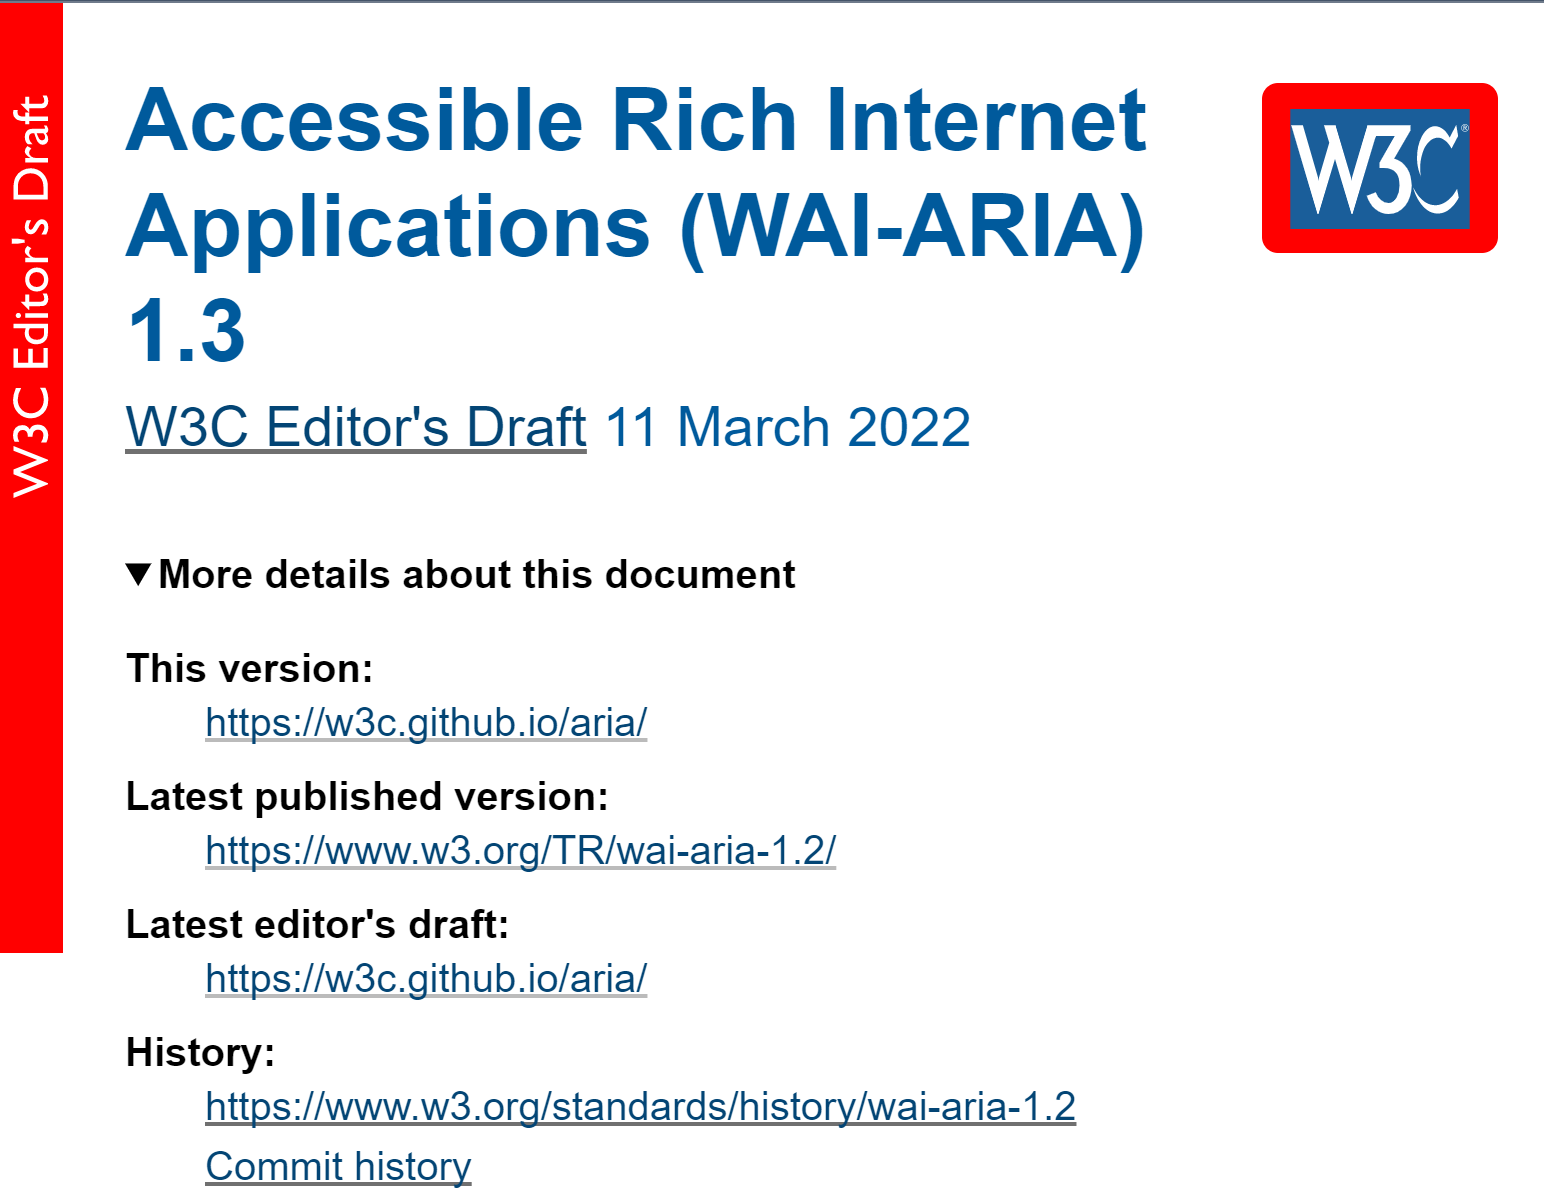 W3C Editor's Draft
Accessible Rich Internet
Applications (WAI-ARIA)
1.3
W3C®
W3C Editor's Draft 11 March 2022
▼ More details about this document
This version:
https://w3c.github.io/aria/
Latest published version:
https://www.w3.org/TR/wai-aria-1.2/
Latest editor's draft:
https://w3c.github.io/aria/
History:
https://www.w3.org/standards/history/wai-aria-1.2
Commit history